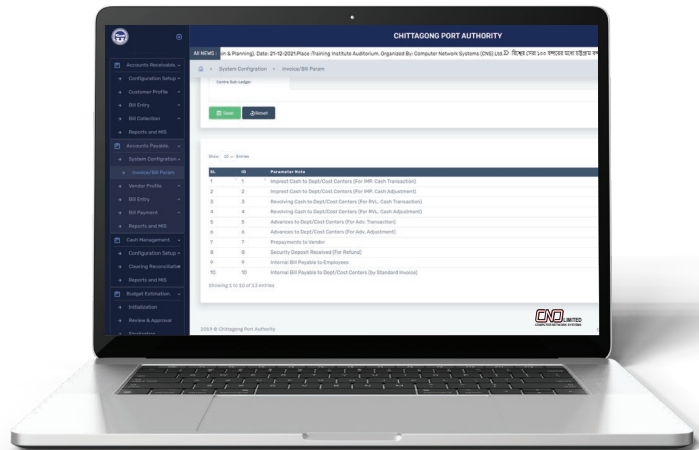 CHITTAGONG PORT AUTHORITY
All NEWS : on & Planning), Date: 21-12-2021.Place :Training Institute Auditorium. Organized By: Computer Network Systems (CNS) Ltd.
System Configration > Invoice/Bill Param
Accounts Receivable.
Configuration Setup
Customer Profile
Bill Entry
Bill Collection
Reports and MIS
Accounts Payable.
System Configration
Invoice/Bill Param
Vendor Profile
Bill Entry
Bill Payment
Reports and MIS
Cash Management.
Configuration Setup
Clearing Reconciliation
Reports and MIS
Budget Estimation.
Initialization
Review & Approval
Contra Sub Ledger
Save
Reset
Show 10 Entries
SL ID Parameter Note
1 1 Imprest Cash to Dept/Cost Centers (For IMP. Cash Transaction)
2 2 Imprest Cash to Dept/Cost Centers (For IMP. Cash Adjustment)
3 3 Revolving Cash to Dept/Cost Centers (For RVL. Cash Transaction)
4 4 Revolving Cash to Dept/Cost Centers (For RVL. Cash Adjustment)
5 5 Advances to Dept/Cost Centers (For Adv. Transaction)
6 6 Advances to Dept/Cost Centers (For Adv. Adjustment)
7 7 Prepayments to Vendor
8 8 Security Deposit Received (For Refund)
9 9 Internal Bill Payable to Employees
10 10 Internal Bill Payable to Dept/Cost Centers (by Standard Invoice)
Showing 1 to 10 of 13 entries
© Chittagong Port Authority
LIMITED
COMPUTER NETWORK SYSTEMS